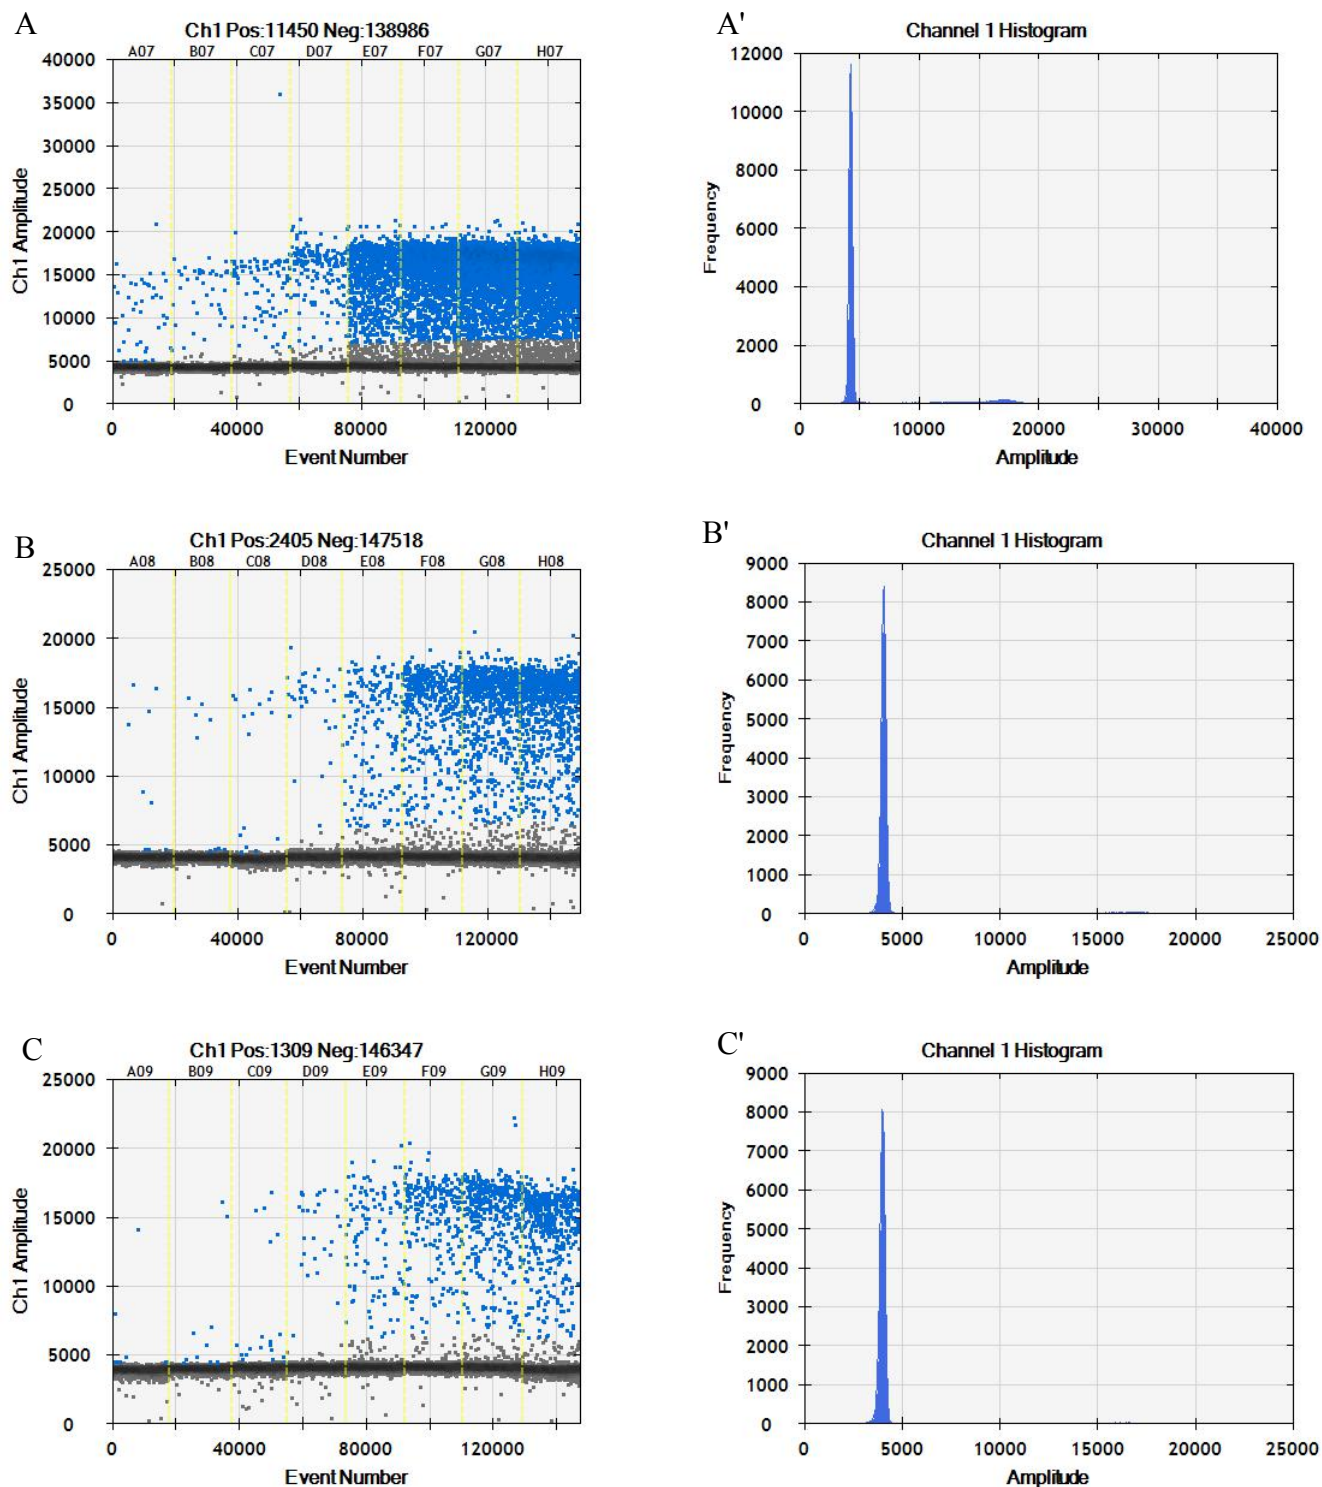 A
Ch1 Pos:11450 Neg:138986
A07 B07 C07 D07 E07 F07 G07 H07
40000
35000
30000
25000
20000
15000
10000
5000
0
Ch1 Amplitude
0 40000 80000 120000
Event Number
A'
Channel 1 Histogram
12000
10000
8000
6000
4000
2000
0
Frequency
0 10000 20000 30000 40000
Amplitude
B
Ch1 Pos:2405 Neg:147518
A08 B08 C08 D08 E08 F08 G08 H08
25000
20000
15000
10000
5000
0
Ch1 Amplitude
0 40000 80000 120000
Event Number
B'
Channel 1 Histogram
9000
8000
7000
6000
5000
4000
3000
2000
1000
0
Frequency
0 5000 10000 15000 20000 25000
Amplitude
C
Ch1 Pos:1309 Neg:146347
A09 B09 C09 D09 E09 F09 G09 H09
25000
20000
15000
10000
5000
0
Ch1 Amplitude
0 40000 80000 120000
Event Number
C'
Channel 1 Histogram
9000
8000
7000
6000
5000
4000
3000
2000
1000
0
Frequency
0 5000 10000 15000 20000 25000
Amplitude